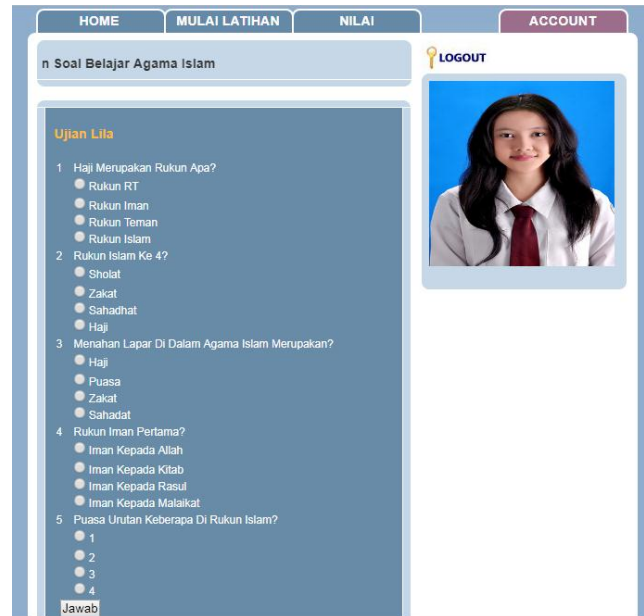 HOME MULAI LATIHAN NILAI ACCOUNT
n Soal Belajar Agama Islam
LOGOUT
Ujian Lila
1 Haji Merupakan Rukun Apa?
Rukun RT
Rukun Iman
Rukun Teman
Rukun Islam
2 Rukun Islam Ke 4?
Sholat
Zakat
Sahadhat
Haji
3 Menahan Lapar Di Dalam Agama Islam Merupakan?
Haji
Puasa
Zakat
Sahadat
4 Rukun Iman Pertama?
Iman Kepada Allah
Iman Kepada Kitab
Iman Kepada Rasul
Iman Kepada Malaikat
5 Puasa Urutan Keberapa Di Rukun Islam?
1
2
3
4
Jawab